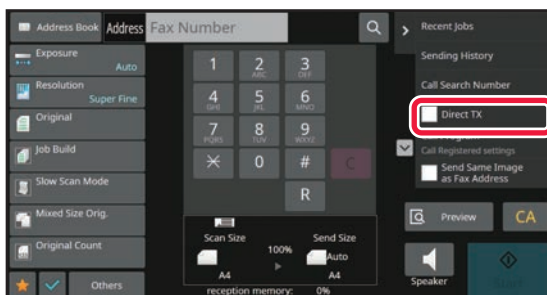 Address Book
Address
Fax Number
Exposure
Auto
Resolution
Super Fine
Original
Job Build
Slow Scan Mode
Mixed Size Orig.
Original Count
Others
1
2
ABC
3
DEF
4
GHI
5
JKL
6
MNO
7
PQRS
8
TUV
9
WXYZ
0
#
C
R
Scan Size
100%
Send Size
Auto
A4
A4
reception memory: 0%
Recent Jobs
Sending History
Call Search Number
Direct TX
Call Registered settings
Send Same Image
as Fax Address
Preview
CA
Speaker
Start